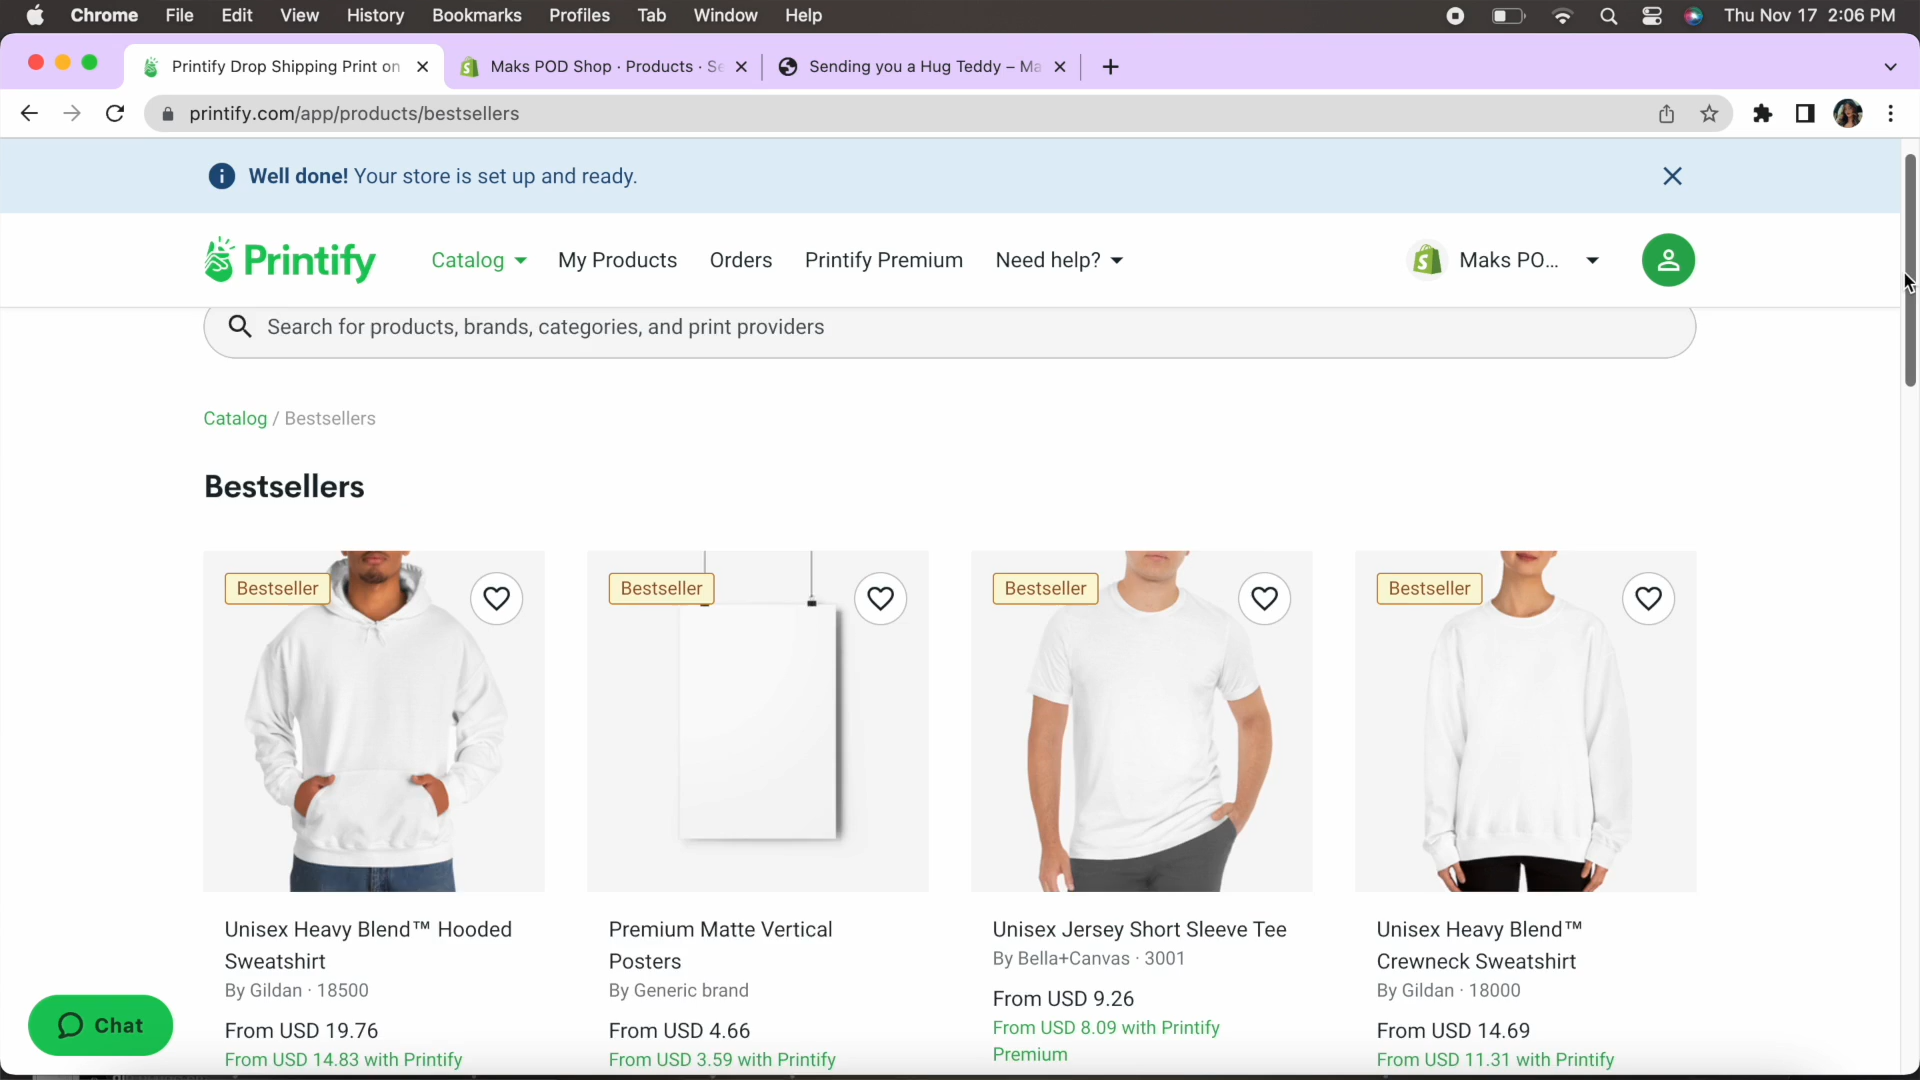 Chrome File Edit View History Bookmarks Profiles Tab Window Help Thu Nov 17 2:06 PM
Printify Drop Shipping Print on Maks POD Shop · Products · Sending you a Hug Teddy –
printify.com/app/products/bestsellers
Well done! Your store is set up and ready.
Printify Catalog My Products Orders Printify Premium Need help? Maks PO...
Search for products, brands, categories, and print providers
Catalog / Bestsellers
Bestsellers
Bestseller Bestseller Bestseller Bestseller
Unisex Heavy Blend™ Hooded
Sweatshirt
By Gildan · 18500
From USD 19.76
From USD 14.83 with Printify
Premium Matte Vertical
Posters
By Generic brand
From USD 4.66
From USD 3.59 with Printify
Unisex Jersey Short Sleeve Tee
By Bella+Canvas · 3001
From USD 9.26
From USD 8.09 with Printify
Premium
Unisex Heavy Blend™
Crewneck Sweatshirt
By Gildan · 18000
From USD 14.69
From USD 11.31 with Printify
Chat